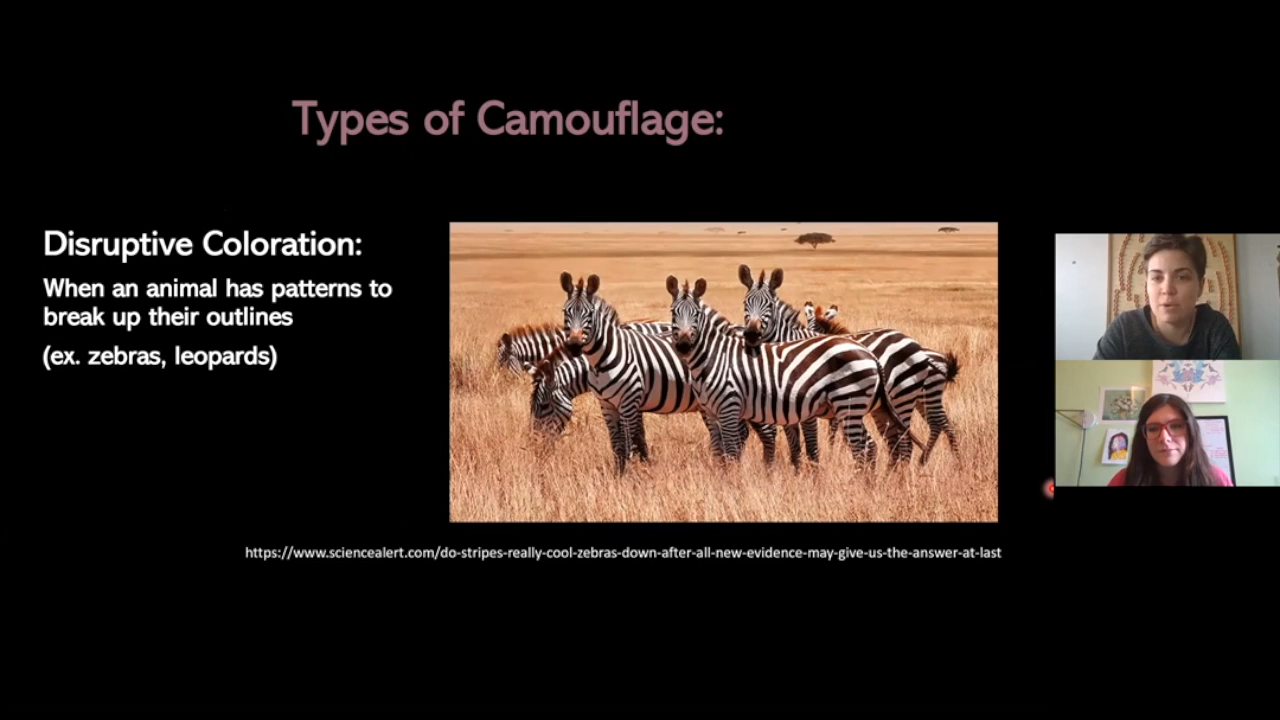 Types of Camouflage:
Disruptive Coloration:
When an animal has patterns to
break up their outlines
(ex. zebras, leopards)
https://www.sciencealert.com/do-stripes-really-cool-zebras-down-after-all-new-evidence-may-give-us-the-answer-at-last